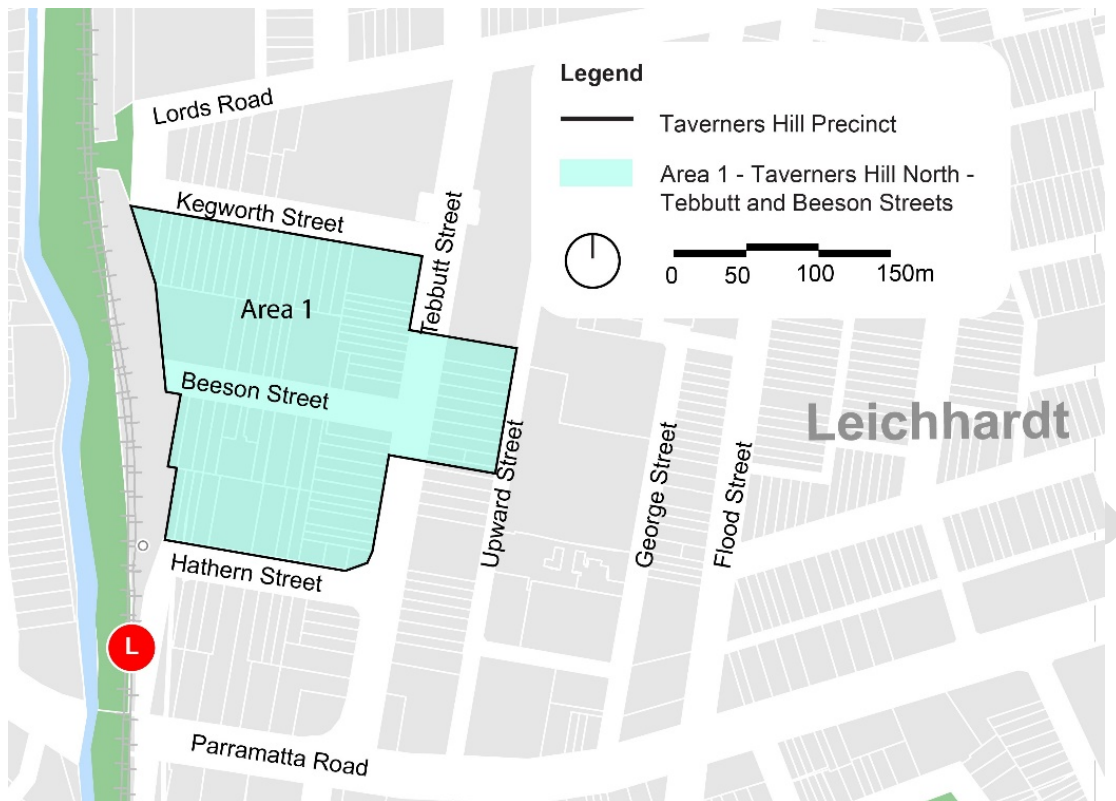 Legend
Taverners Hill Precinct
Area 1 - Taverners Hill North -
Tebbutt and Beeson Streets
0 50 100 150m
Lords Road
Kegworth Street
Tebbutt Street
Area 1
Beeson Street
Leichhardt
Upward Street
George Street
Flood Street
Hathern Street
L
Parramatta Road